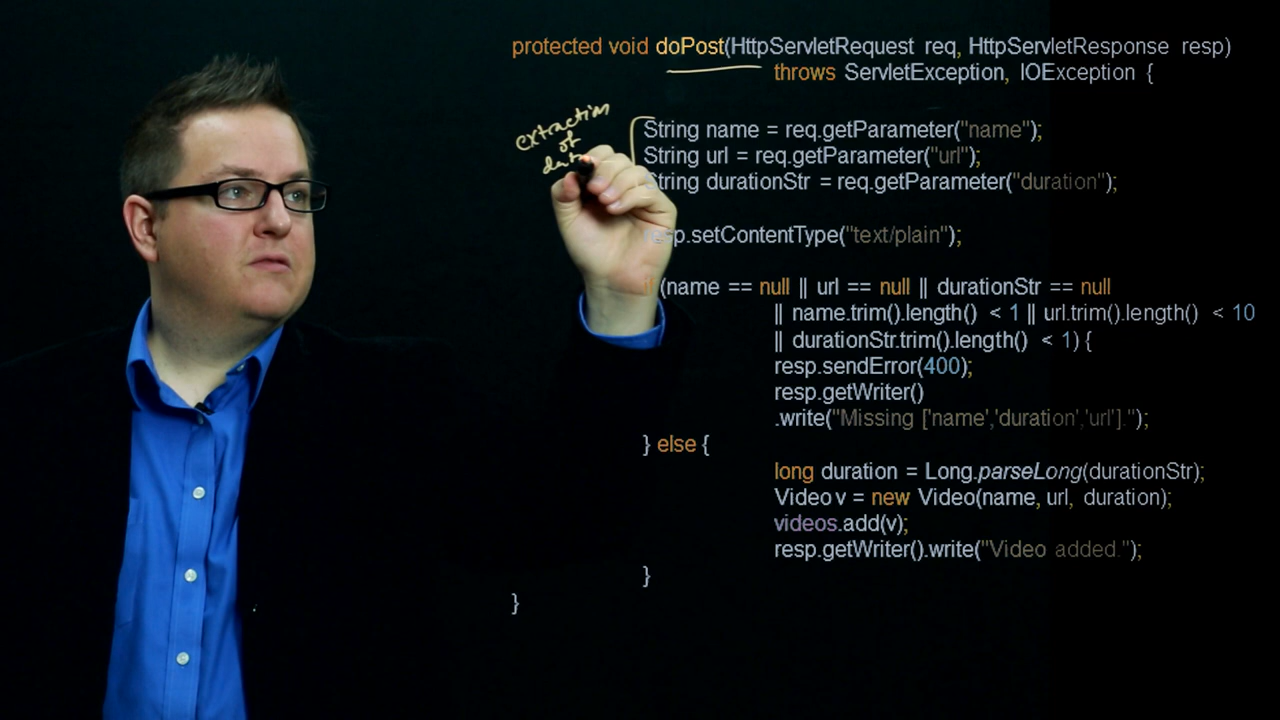 protected void doPost(HttpServletRequest req, HttpServletResponse resp)
throws ServletException, IOException {
extraction
of
String name = req.getParameter("name");
String url = req.getParameter("url");
String durationStr = req.getParameter("duration");
resp.setContentType("text/plain");
(name == null || url == null || durationStr == null
|| name.trim().length() < 1 || url.trim().length() < 10
|| durationStr.trim().length() < 1) {
resp.sendError(400);
resp.getWriter()
.write("Missing ['name','duration','url'].");
} else {
long duration = Long.parseLong(durationStr);
Video v = new Video(name, url, duration);
videos.add(v);
resp.getWriter().write("Video added.");
}
}